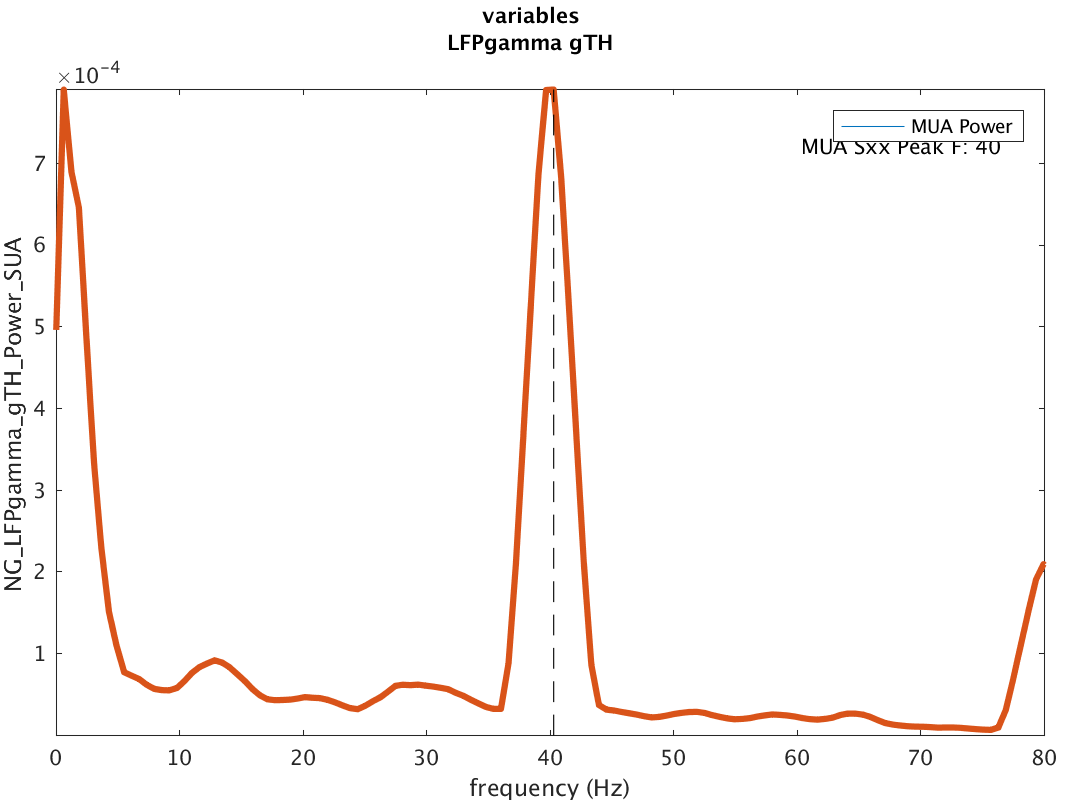 variables
LFPgamma gTH
×10⁻⁴
MUA Power
MUA Sxx Peak F: 40
7
6
5
4
3
2
1
NG_LFPgamma_gTH_Power_SUA
0 10 20 30 40 50 60 70 80
frequency (Hz)